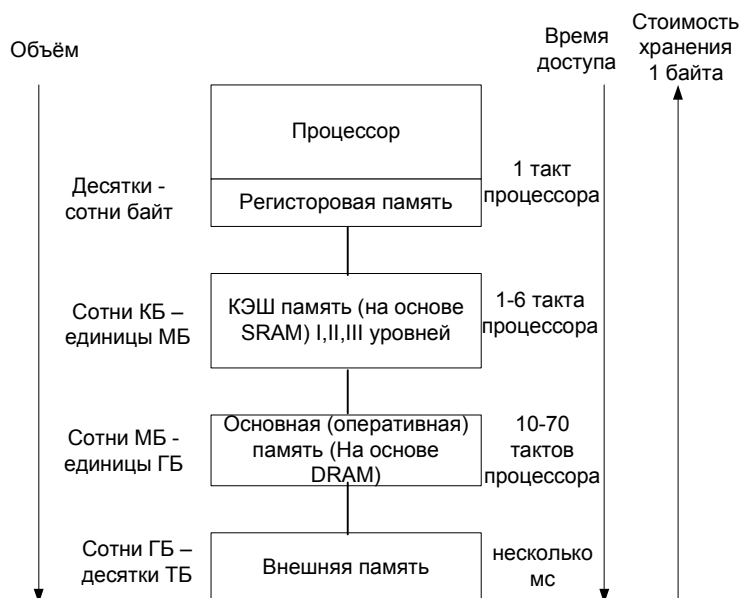 Объём
Время
доступа
Стоимость
хранения
1 байта
Процессор
Десятки -
сотни байт
Регисторовая память
1 такт
процессора
Сотни КБ –
единицы МБ
КЭШ память (на основе
SRAM) I,II,III уровней
1-6 такта
процессора
Сотни МБ -
единицы ГБ
Основная (оперативная)
память (На основе
DRAM)
10-70
тактов
процессора
Сотни ГБ –
десятки ТБ
Внешняя память
несколько
мс